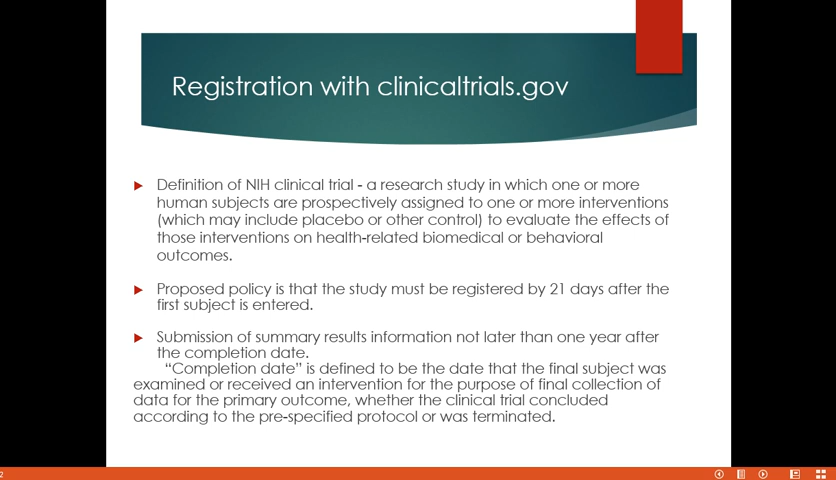 Registration with clinicaltrials.gov
Definition of NIH clinical trial - a research study in which one or more
human subjects are prospectively assigned to one or more interventions
(which may include placebo or other control) to evaluate the effects of
those interventions on health-related biomedical or behavioral
outcomes.
Proposed policy is that the study must be registered by 21 days after the
first subject is entered.
Submission of summary results information not later than one year after
the completion date.
“Completion date” is defined to be the date that the final subject was
examined or received an intervention for the purpose of final collection of
data for the primary outcome, whether the clinical trial concluded
according to the pre-specified protocol or was terminated.
2